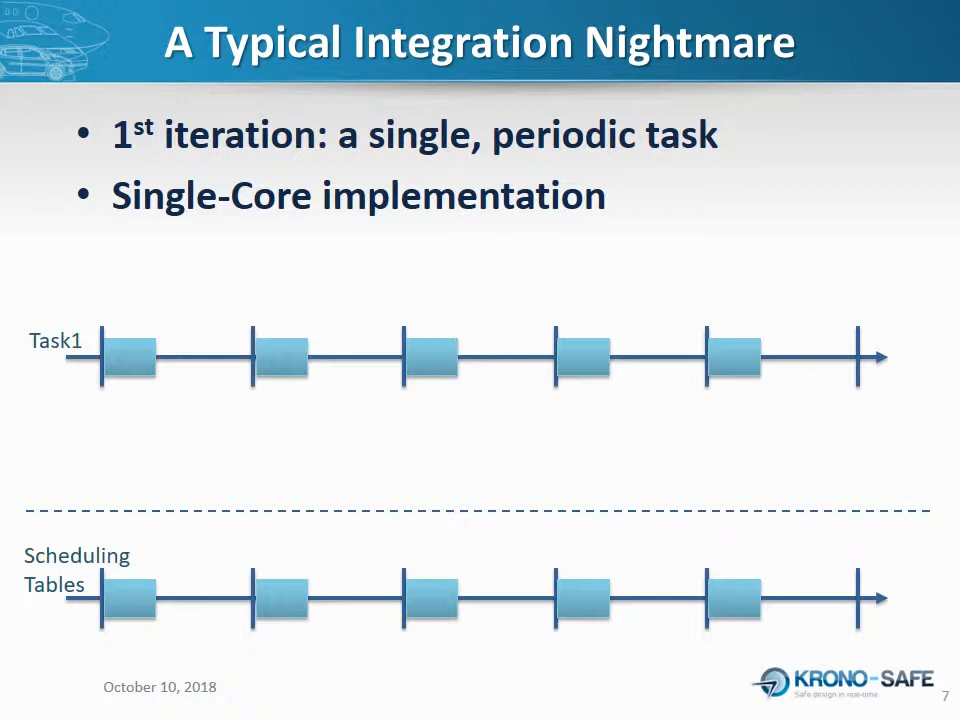 A Typical Integration Nightmare
• 1st iteration: a single, periodic task
• Single-Core implementation
Task1
Scheduling
Tables
October 10, 2018
KRONO-SAFE
Safe design in real-time
7